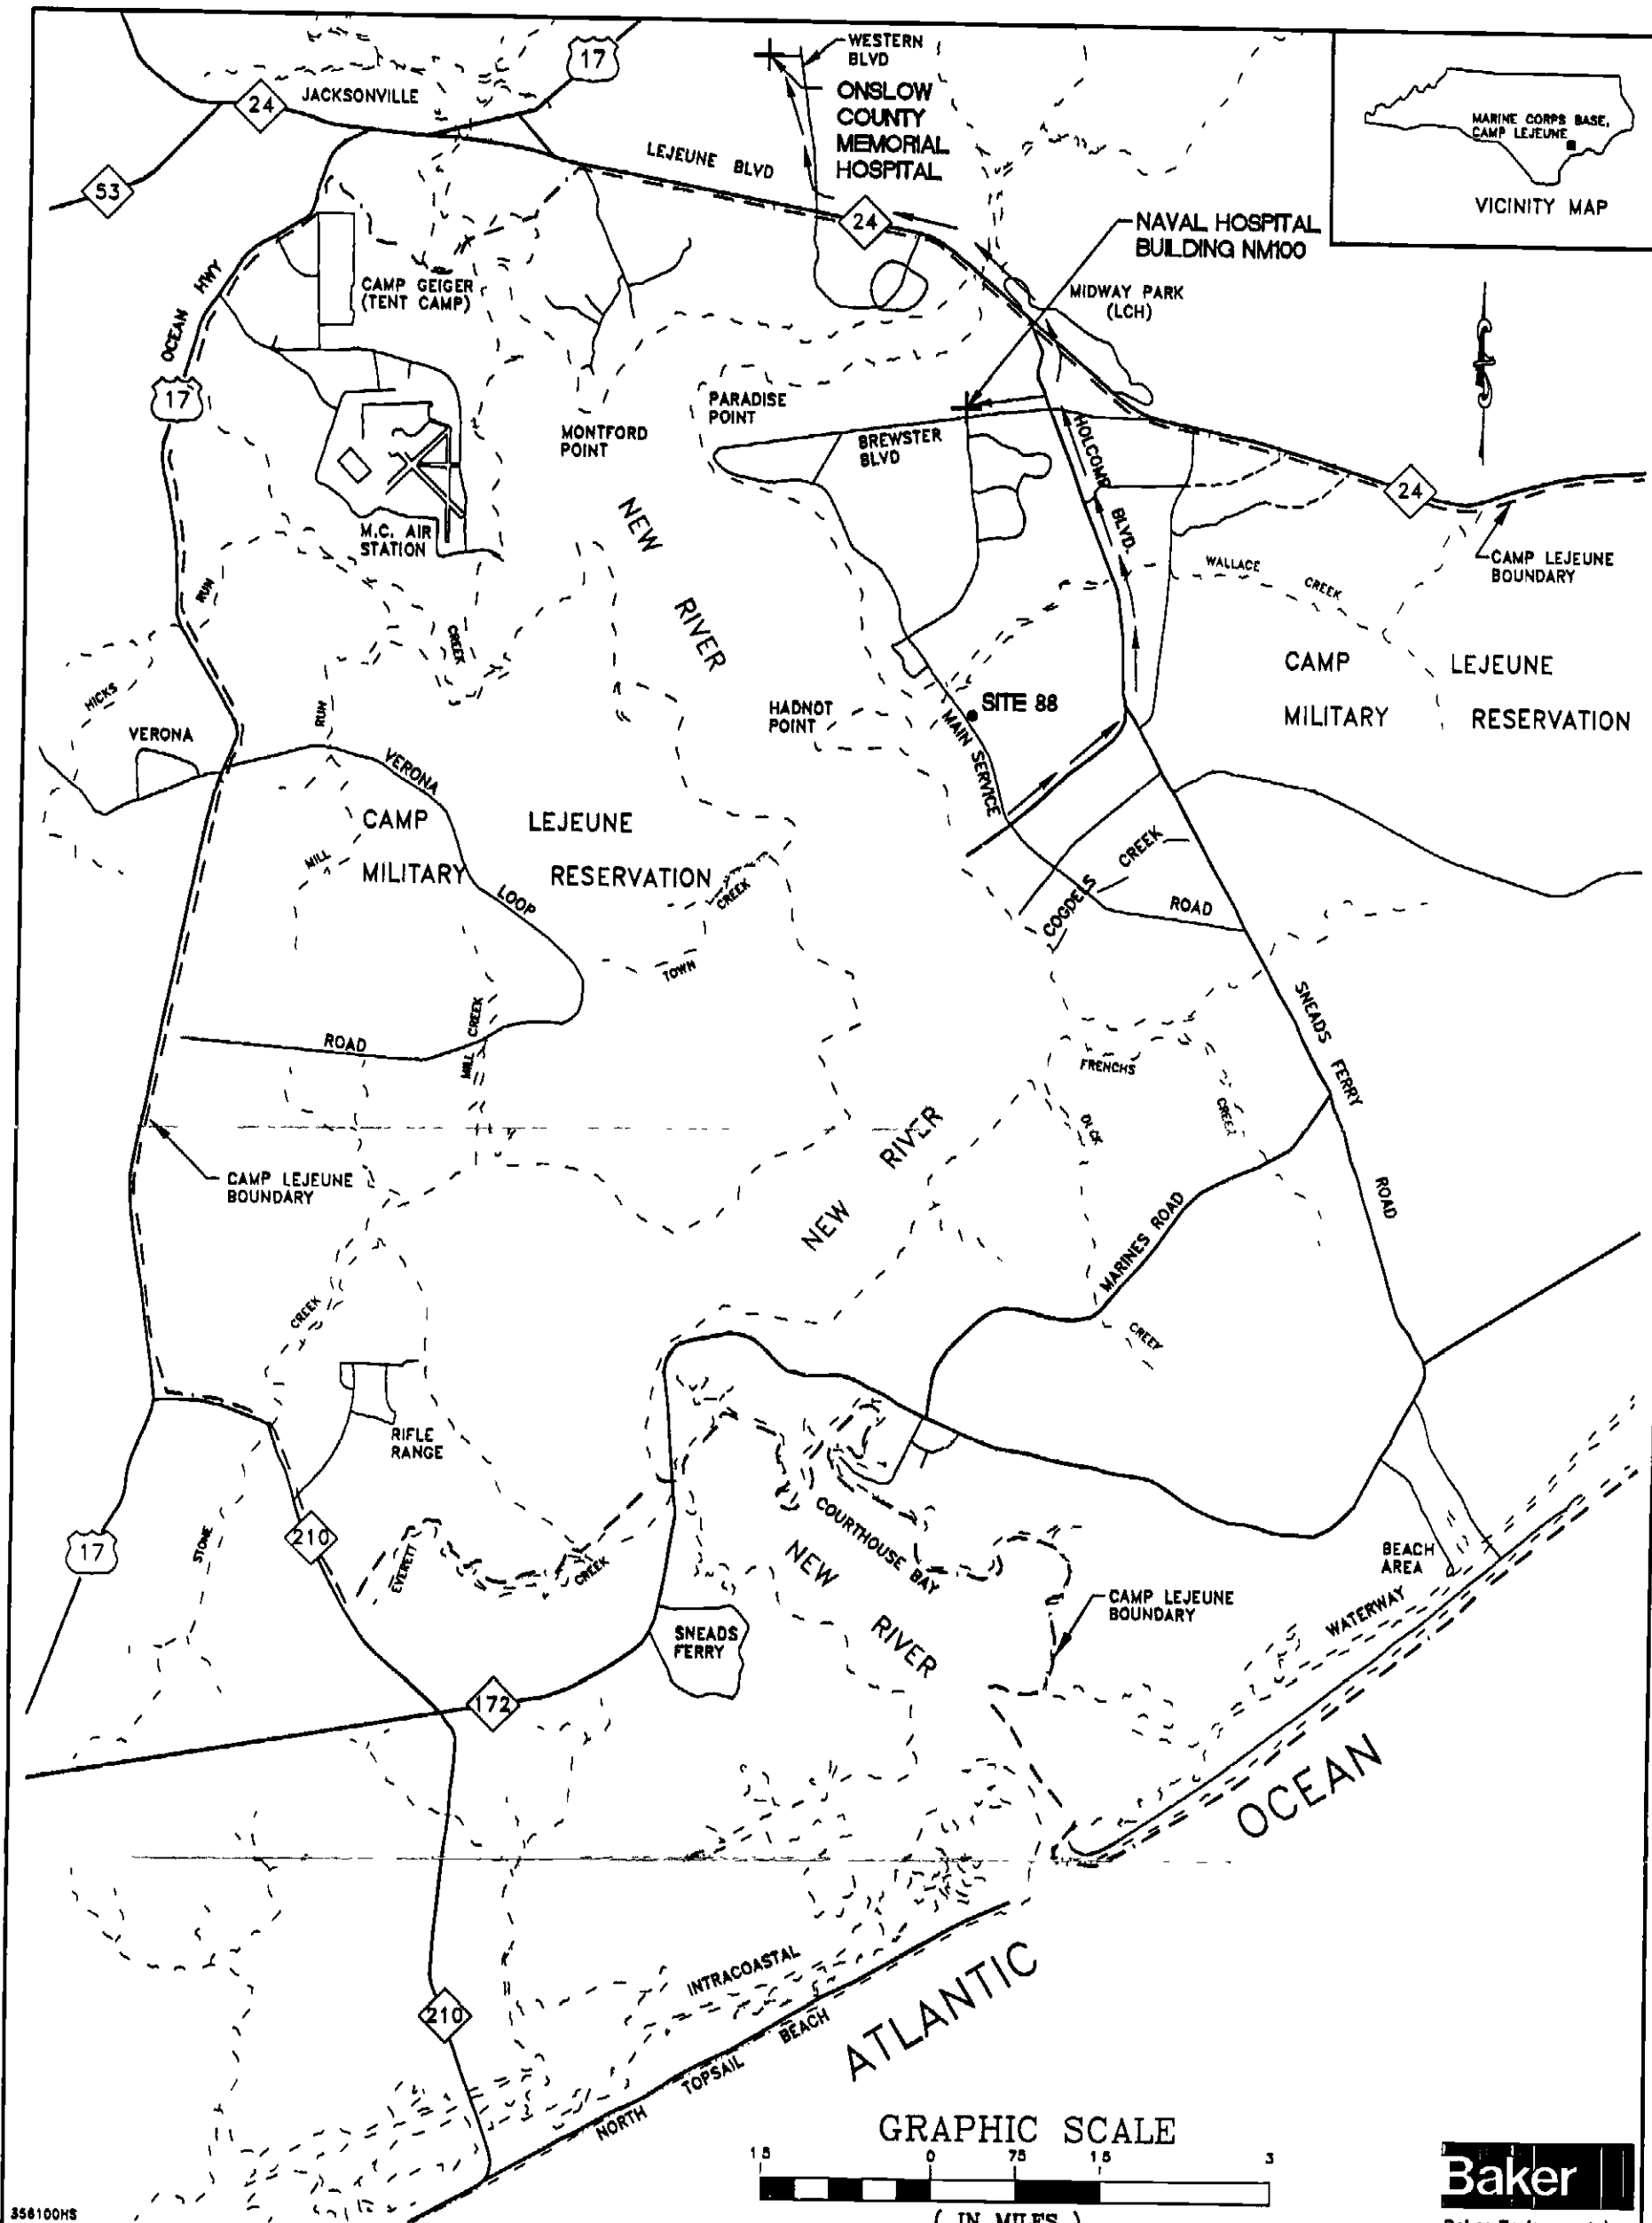 WESTERN
BLVD
17
24
JACKSONVILLE
ONSLOW
COUNTY
MEMORIAL
HOSPITAL
MARINE CORPS BASE,
CAMP LEJEUNE
VICINITY MAP
53
LEJEUNE BLVD
24
NAVAL HOSPITAL
BUILDING NM100
CAMP GEIGER
(TENT CAMP)
MIDWAY PARK
(LCH)
OCEAN HWY
17
PARADISE
POINT
MONTFORD
POINT
BREWSTER
BLVD
HOLCOMB BLVD.
24
M.C. AIR
STATION
NEW RIVER
CAMP LEJEUNE
BOUNDARY
WALLACE CREEK
RUN
CREEK
HICKS
RUN
CAMP LEJEUNE
MILITARY RESERVATION
HADNOT
POINT
SITE 88
MAIN SERVICE
VERONA
VERONA
CAMP LEJEUNE
MILITARY RESERVATION
MILL
LOOP
CREEK
TOWN
COGDELS CREEK
ROAD
SNEADS FERRY
ROAD
ROAD
MILL CREEK
FRENCHS
CREEK
DUCK
NEW RIVER
CAMP LEJEUNE
BOUNDARY
MARINES ROAD
CREEK
CREEK
RIFLE
RANGE
210
17
STONE
EVERETT
CREEK
COURTHOUSE BAY
NEW RIVER
BEACH
AREA
WATERWAY
CAMP LEJEUNE
BOUNDARY
SNEADS
FERRY
172
OCEAN
ATLANTIC
INTRACOASTAL
210
NORTH TOPSAIL BEACH
GRAPHIC SCALE
1 5 0 75 1 5 3
( IN MILES )
Baker
356100HS